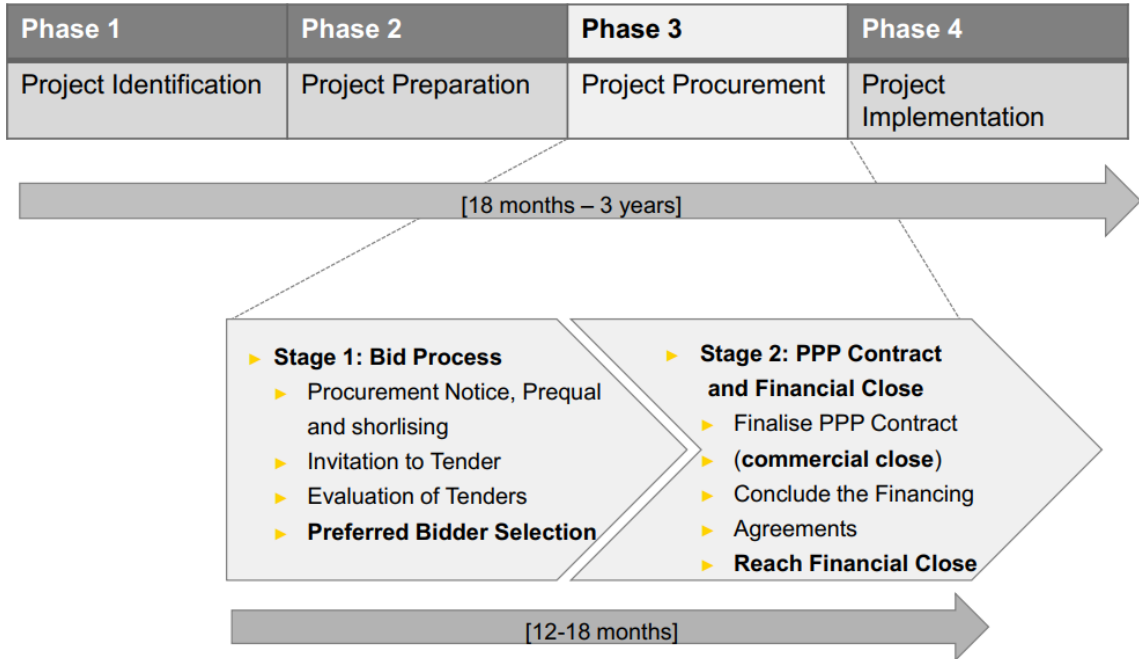 Phase 1
Phase 2
Phase 3
Phase 4
Project Identification
Project Preparation
Project Procurement
Project
Implementation
[18 months – 3 years]
► Stage 1: Bid Process
► Procurement Notice, Prequal
and shorlising
► Invitation to Tender
► Evaluation of Tenders
► Preferred Bidder Selection
► Stage 2: PPP Contract
and Financial Close
► Finalise PPP Contract
► (commercial close)
► Conclude the Financing
► Agreements
► Reach Financial Close
[12-18 months]